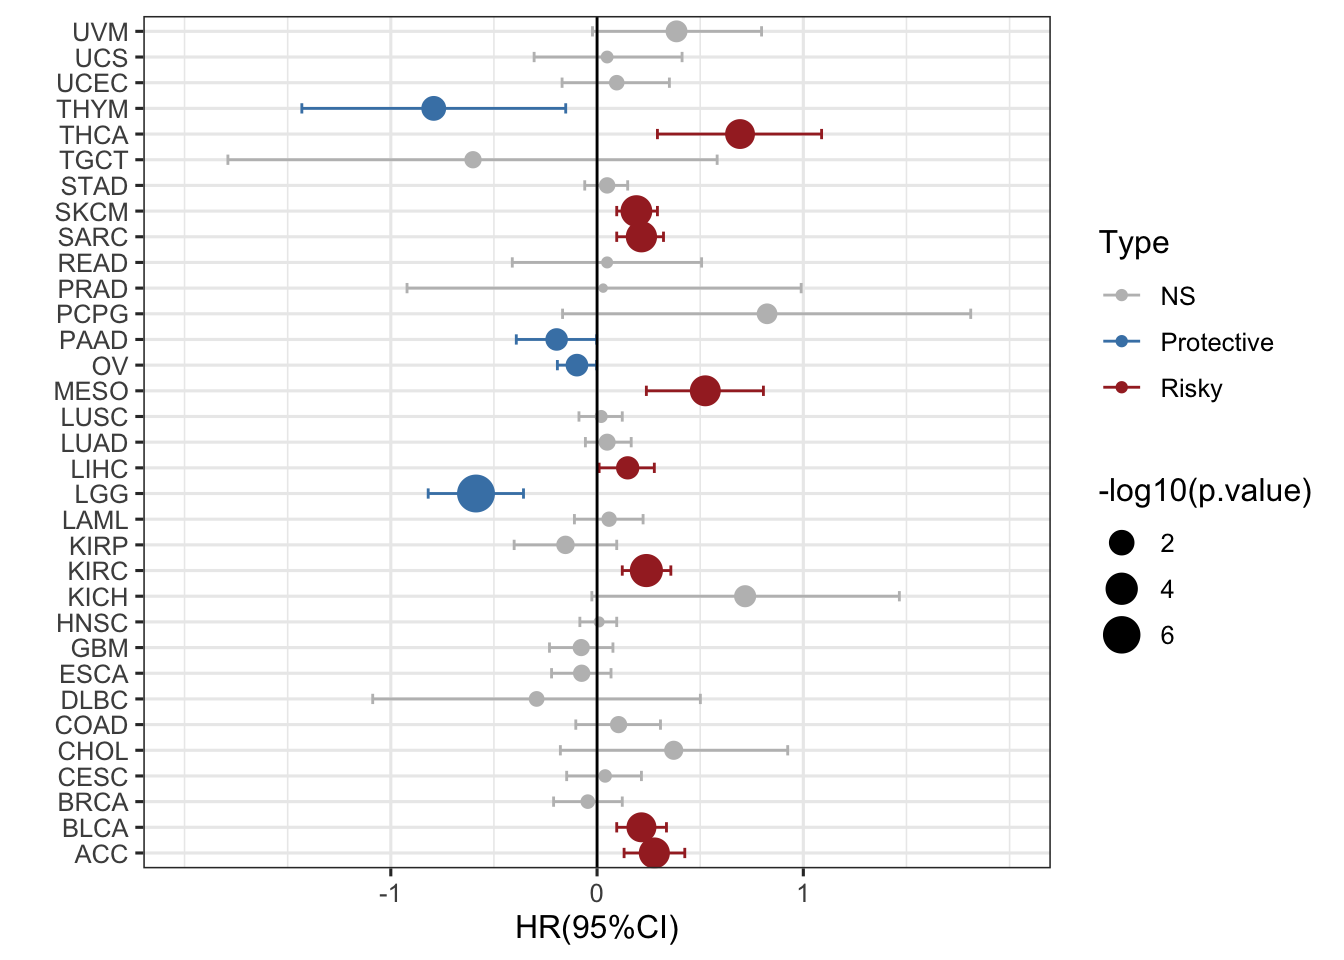 UVM
UCS
UCEC
THYM
THCA
TGCT
STAD
SKCM
SARC
READ
PRAD
PCPG
PAAD
OV
MESO
LUSC
LUAD
LIHC
LGG
LAML
KIRP
KIRC
KICH
HNSC
GBM
ESCA
DLBC
COAD
CHOL
CESC
BRCA
BLCA
ACC
-1 0 1
HR(95%CI)
Type
NS
Protective
Risky
-log10(p.value)
2
4
6